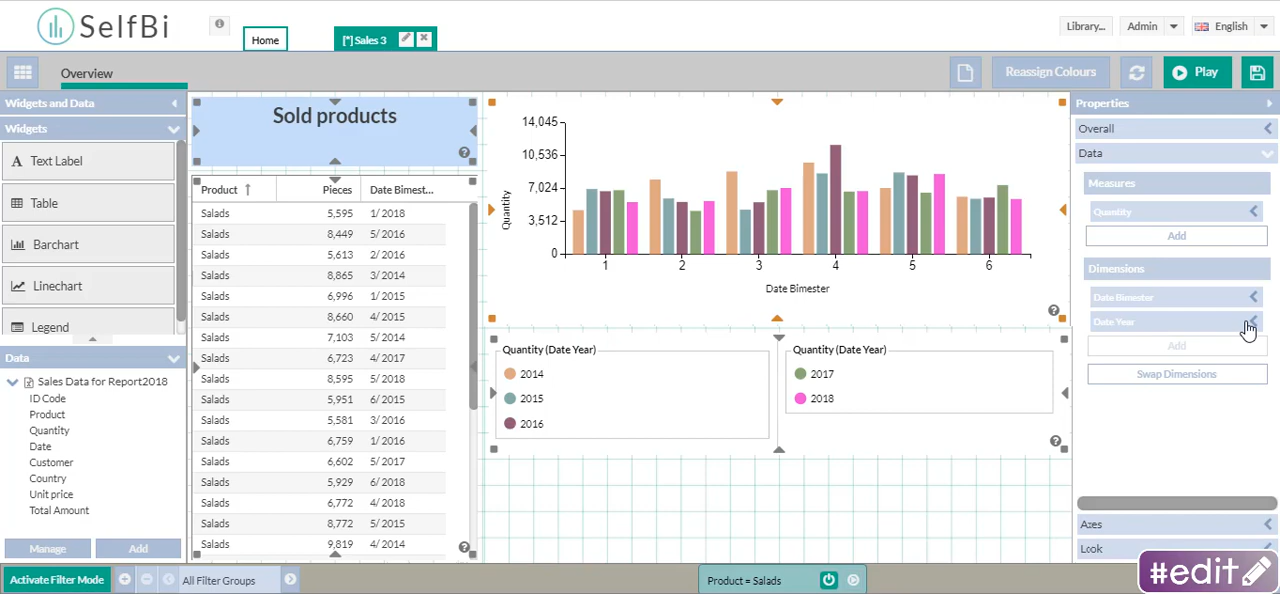 SelfBi
Home
[*] Sales 3
Library...
Admin
English
Overview
Reassign Colours
Play
Widgets and Data
Widgets
Text Label
Table
Barchart
Linechart
Legend
Data
Sales Data for Report2018
ID Code
Product
Quantity
Date
Customer
Country
Unit price
Total Amount
Manage
Add
Sold products
Product Pieces Date Bimest...
Salads 5,595 1/ 2018
Salads 8,449 5/ 2016
Salads 5,613 2/ 2016
Salads 8,865 3/ 2014
Salads 6,996 1/ 2015
Salads 8,660 4/ 2015
Salads 7,103 5/ 2014
Salads 6,723 4/ 2017
Salads 8,595 5/ 2018
Salads 5,951 6/ 2015
Salads 5,581 3/ 2016
Salads 6,759 1/ 2016
Salads 6,602 5/ 2017
Salads 5,929 6/ 2018
Salads 6,772 4/ 2018
Salads 8,772 5/ 2015
Salads 9,819 4/ 2014
14,045
10,536
7,024
3,512
0
Quantity
1 2 3 4 5 6
Date Bimester
Quantity (Date Year)
2014
2015
2016
Quantity (Date Year)
2017
2018
Properties
Overall
Data
Measures
Quantity
Add
Dimensions
Date Bimester
Date Year
Add
Swap Dimensions
Axes
Look
#edit
Activate Filter Mode
All Filter Groups
Product = Salads